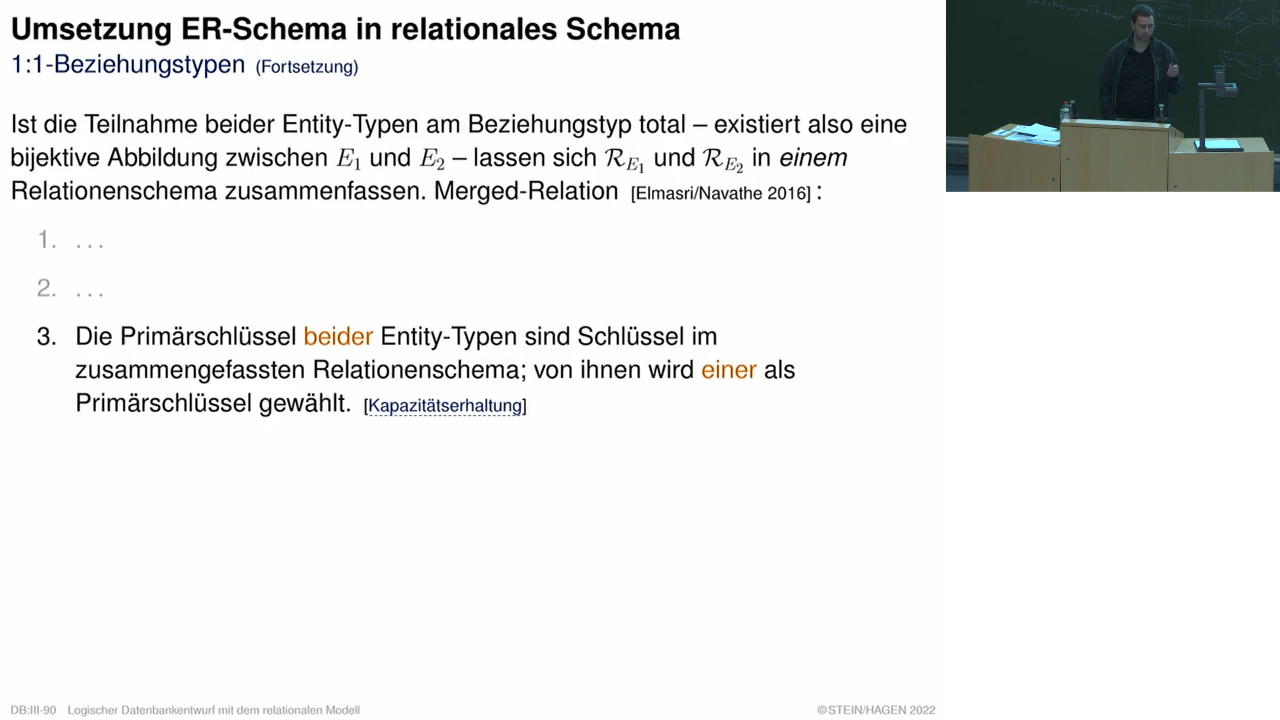 Umsetzung ER-Schema in relationales Schema
1:1-Beziehungstypen (Fortsetzung)
Ist die Teilnahme beider Entity-Typen am Beziehungstyp total – existiert also eine
bijektive Abbildung zwischen E₁ und E₂ – lassen sich ℛ_E₁ und ℛ_E₂ in einem
Relationenschema zusammenfassen. Merged-Relation [Elmasri/Navathe 2016] :
1. ...
2. ...
3. Die Primärschlüssel beider Entity-Typen sind Schlüssel im
zusammengefassten Relationenschema; von ihnen wird einer als
Primärschlüssel gewählt. [Kapazitätserhaltung]
DB:III-90 Logischer Datenbankentwurf mit dem relationalen Modell
©STEIN/HAGEN 2022